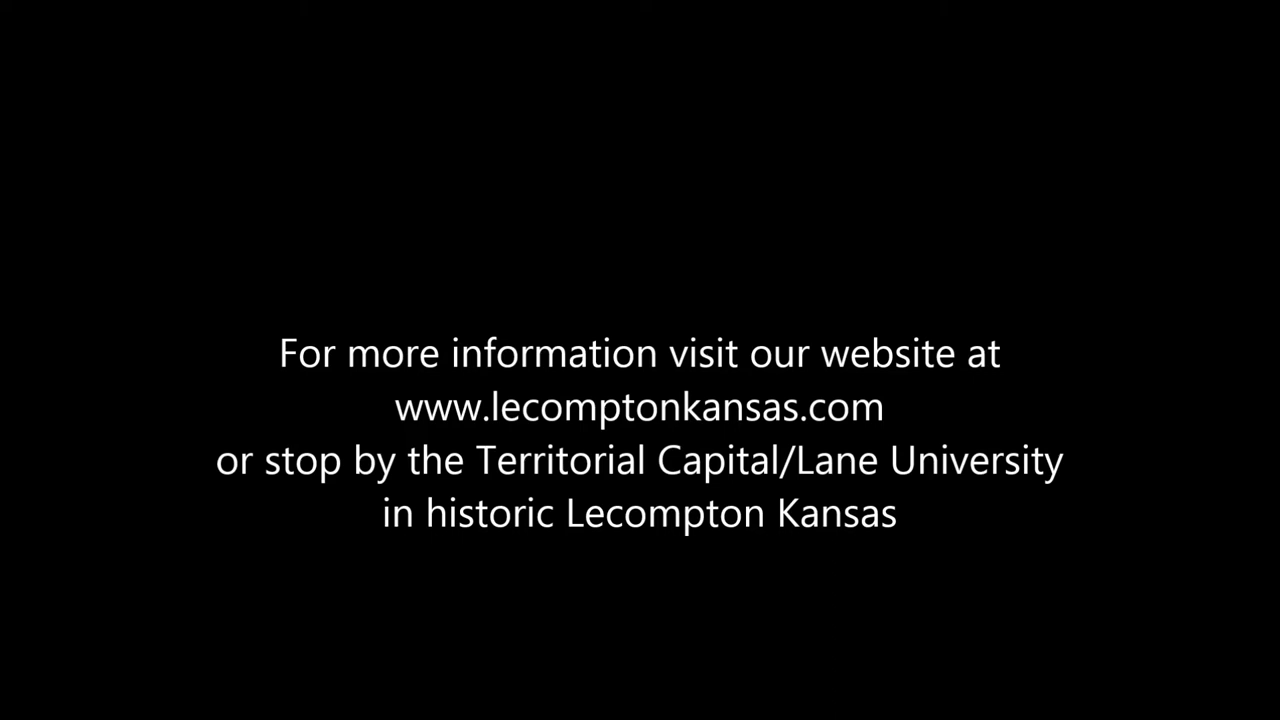 For more information visit our website at
www.lecomptonkansas.com
or stop by the Territorial Capital/Lane University
in historic Lecompton Kansas